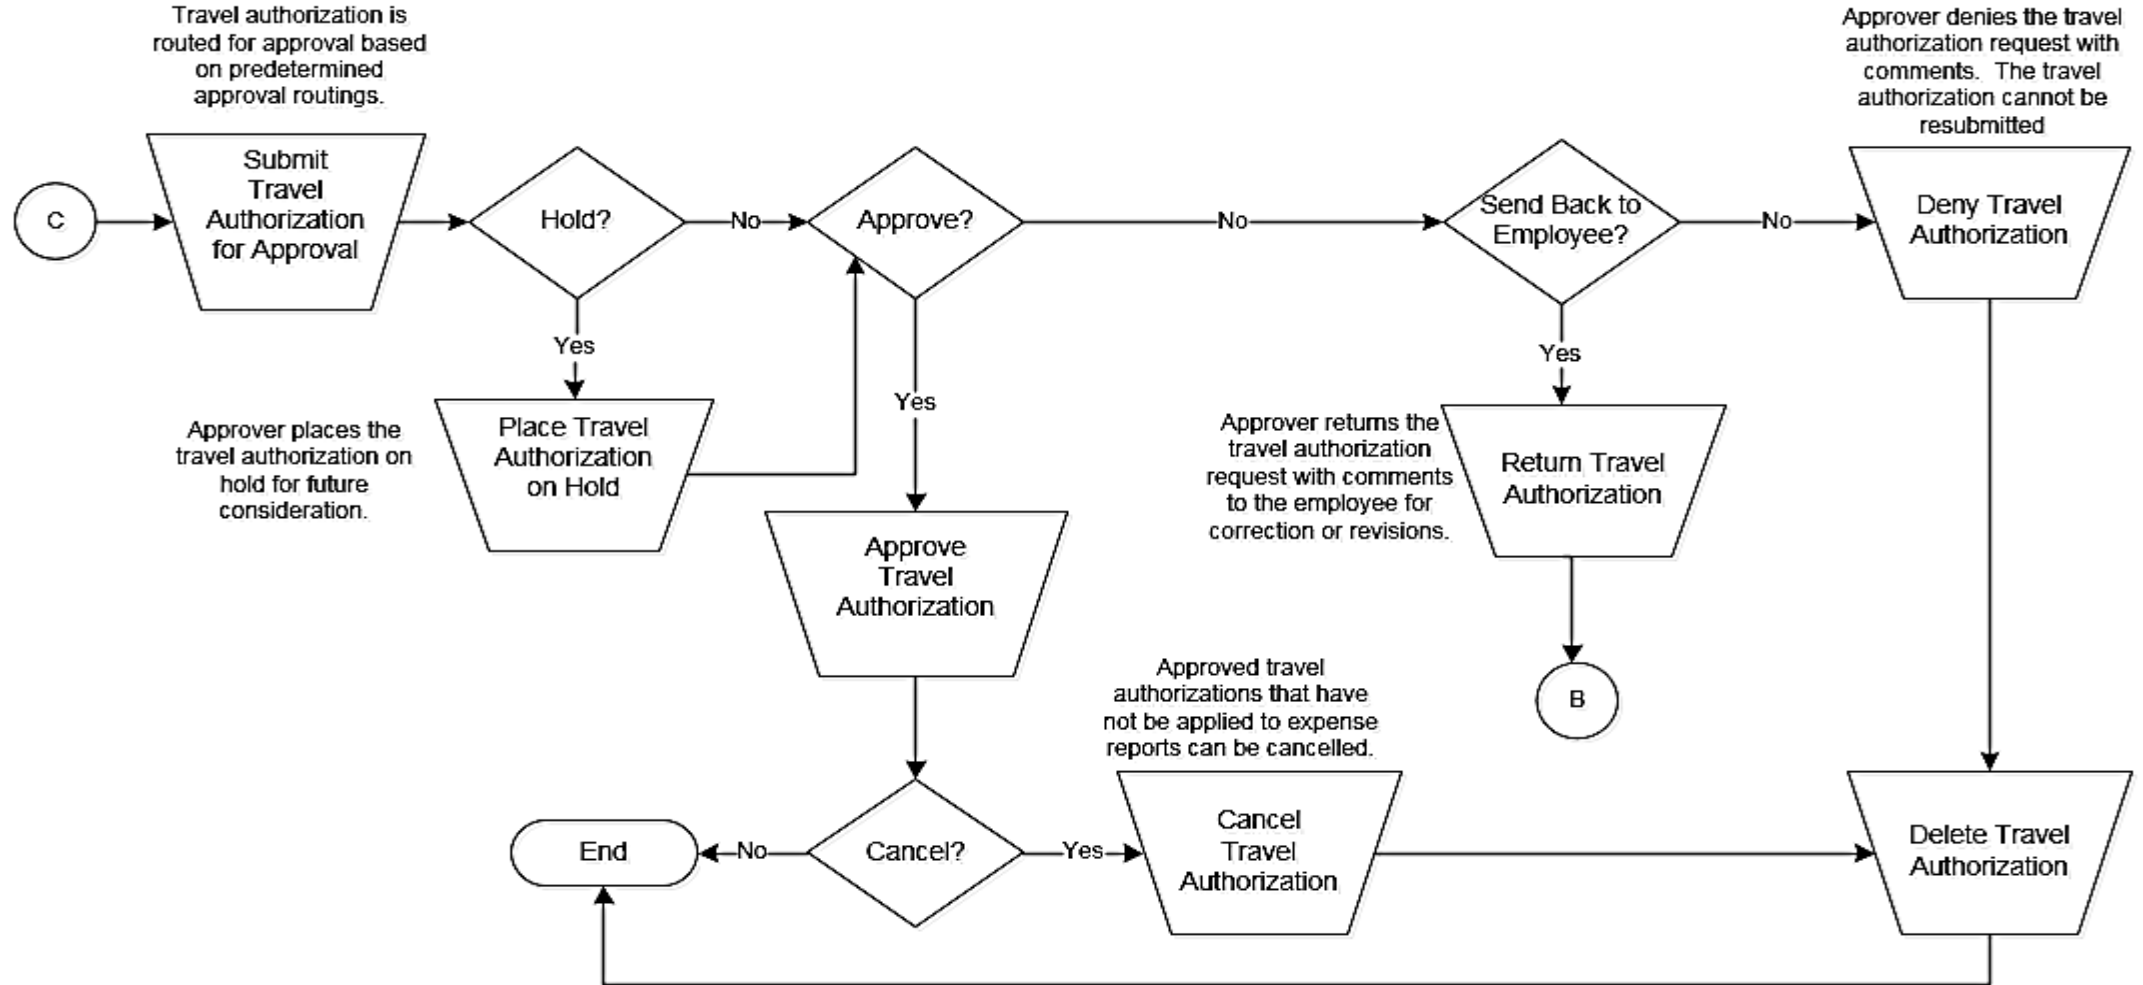 Travel authorization is
routed for approval based
on predetermined
approval routings.
Approver denies the travel
authorization request with
comments. The travel
authorization cannot be
resubmitted
C
Submit
Travel
Authorization
for Approval
Hold?
No
Approve?
No
Send Back to
Employee?
No
Deny Travel
Authorization
Yes
Yes
Yes
Approver places the
travel authorization on
hold for future
consideration.
Place Travel
Authorization
on Hold
Approver returns the
travel authorization
request with comments
to the employee for
correction or revisions.
Return Travel
Authorization
Approve
Travel
Authorization
B
Approved travel
authorizations that have
not be applied to expense
reports can be cancelled.
End
No
Cancel?
Yes
Cancel
Travel
Authorization
Delete Travel
Authorization